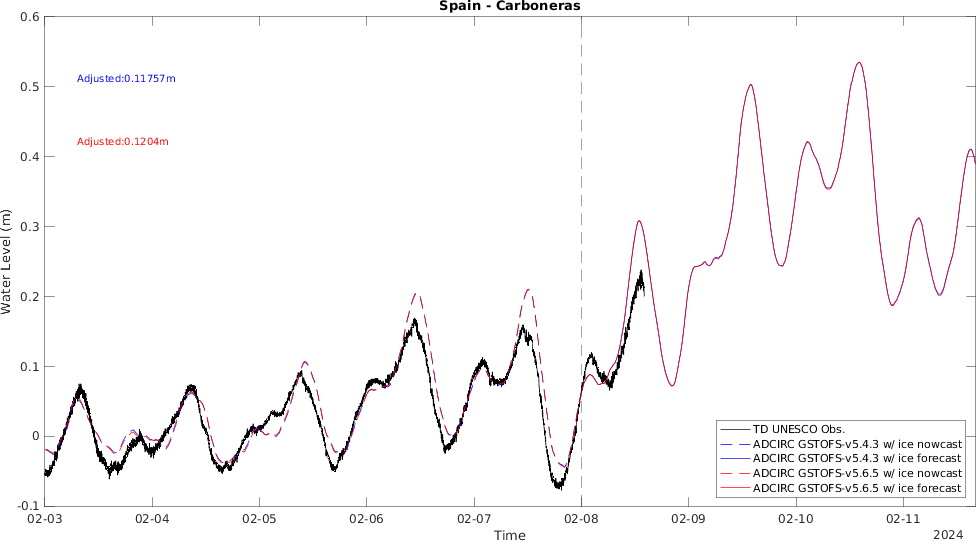 Spain - Carboneras
Adjusted:0.11757m
Adjusted:0.1204m
Water Level (m)
0.6
0.5
0.4
0.3
0.2
0.1
0
-0.1
TD UNESCO Obs.
ADCIRC GSTOFS-v5.4.3 w/ ice nowcast
ADCIRC GSTOFS-v5.4.3 w/ ice forecast
ADCIRC GSTOFS-v5.6.5 w/ ice nowcast
ADCIRC GSTOFS-v5.6.5 w/ ice forecast
02-03 02-04 02-05 02-06 02-07 02-08 02-09 02-10 02-11
Time
2024